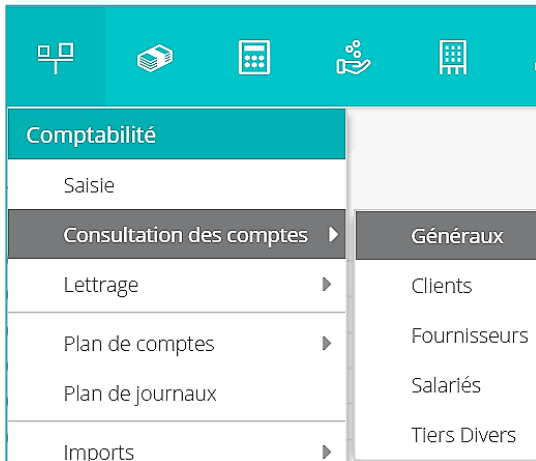 Comptabilité
Saisie
Consultation des comptes
Généraux
Lettrage
Clients
Fournisseurs
Plan de comptes
Plan de journaux
Salariés
Tiers Divers
Imports